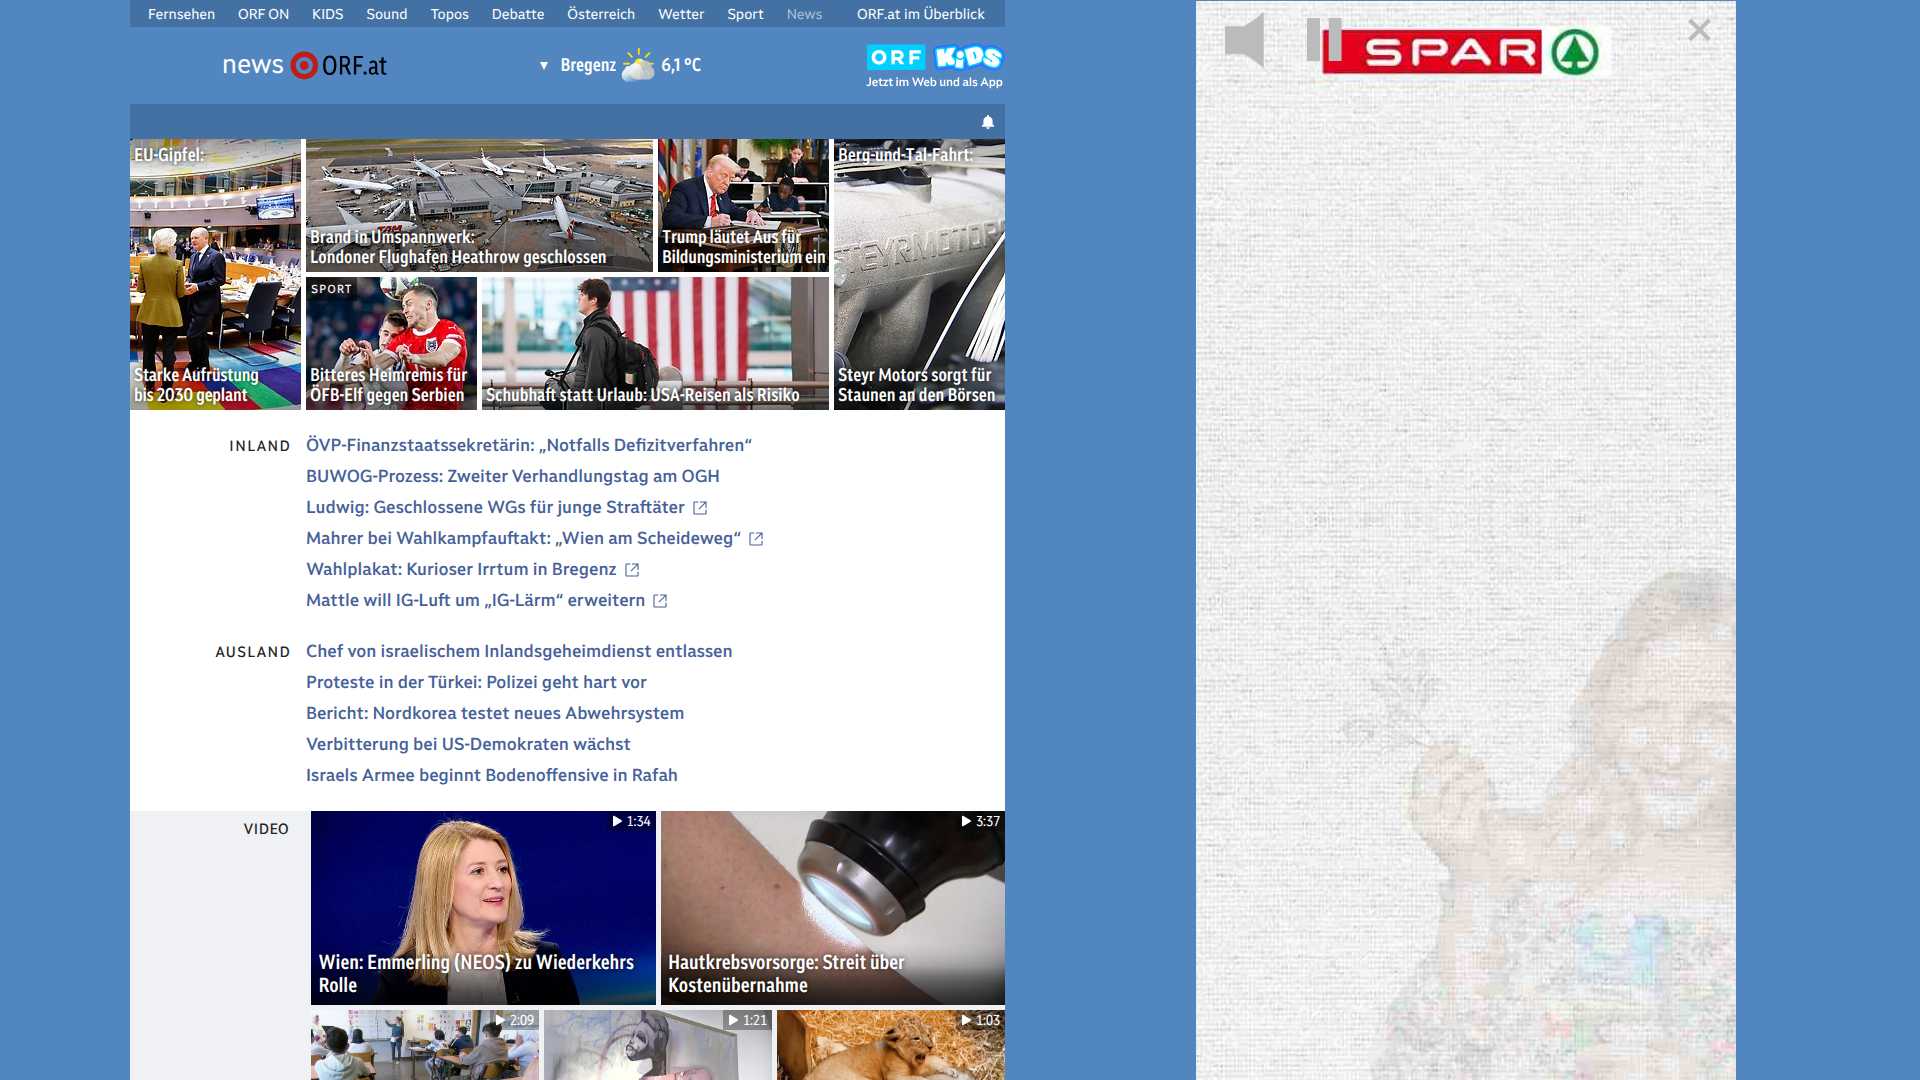 Fernsehen ORF ON KIDS Sound Topos Debatte Österreich Wetter Sport News ORF.at im Überblick
news ORF.at
▼ Bregenz 6,1 °C
ORF KiDS
Jetzt im Web und als App
EU-Gipfel:
Starke Aufrüstung
bis 2030 geplant
Brand in Umspannwerk:
Londoner Flughafen Heathrow geschlossen
Trump läutet Aus für
Bildungsministerium ein
Berg-und-Tal-Fahrt:
STEYRMOTORS
Steyr Motors sorgt für
Staunen an den Börsen
SPORT
Bitteres Heimremis für
ÖFB-Elf gegen Serbien
Schubhaft statt Urlaub: USA-Reisen als Risiko
INLAND
ÖVP-Finanzstaatssekretärin: „Notfalls Defizitverfahren“
BUWOG-Prozess: Zweiter Verhandlungstag am OGH
Ludwig: Geschlossene WGs für junge Straftäter
Mahrer bei Wahlkampfauftakt: „Wien am Scheideweg“
Wahlplakat: Kurioser Irrtum in Bregenz
Mattle will IG-Luft um „IG-Lärm“ erweitern
AUSLAND
Chef von israelischem Inlandsgeheimdienst entlassen
Proteste in der Türkei: Polizei geht hart vor
Bericht: Nordkorea testet neues Abwehrsystem
Verbitterung bei US-Demokraten wächst
Israels Armee beginnt Bodenoffensive in Rafah
VIDEO
1:34
Wien: Emmerling (NEOS) zu Wiederkehrs
Rolle
3:37
Hautkrebsvorsorge: Streit über
Kostenübernahme
2:09
1:21
1:03
SPAR